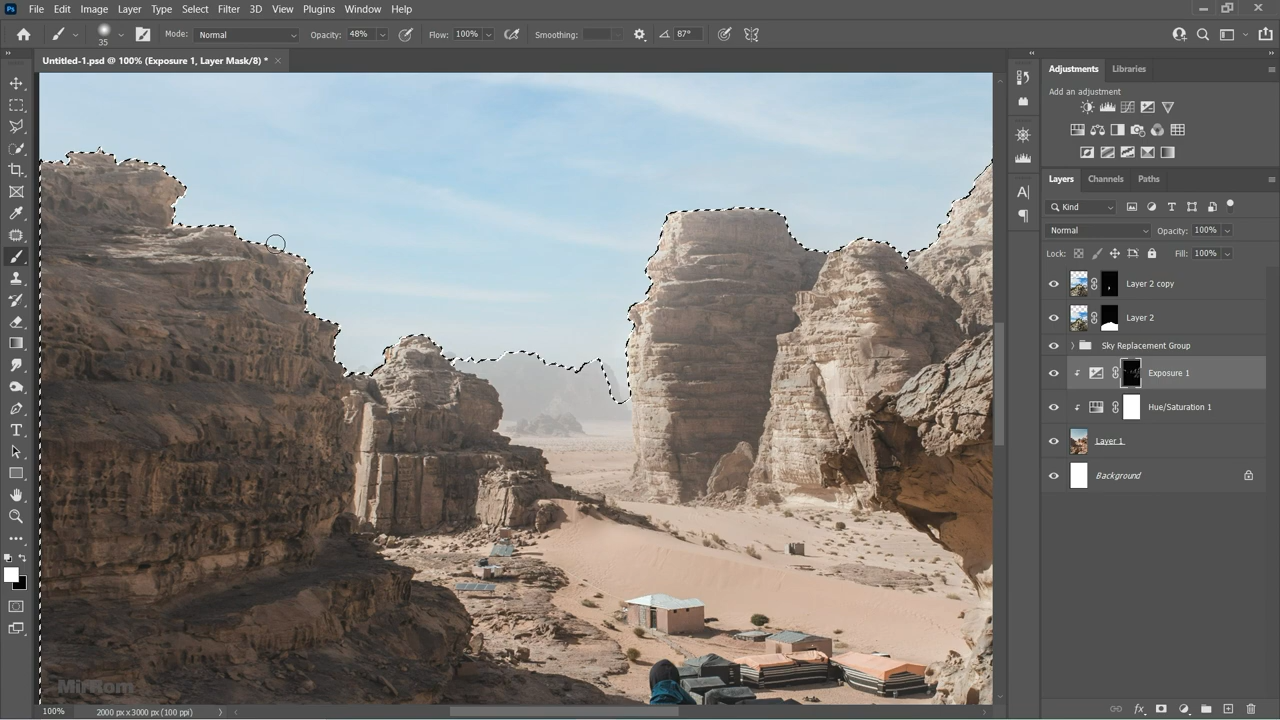 Ps File Edit Image Layer Type Select Filter 3D View Plugins Window Help
35 Mode: Normal Opacity: 48% Flow: 100% Smoothing: 87°
Untitled-1.psd @ 100% (Exposure 1, Layer Mask/8) *
Adjustments Libraries
Add an adjustment
Layers Channels Paths
Kind
Normal Opacity: 100%
Lock: Fill: 100%
Layer 2 copy
Layer 2
Sky Replacement Group
Exposure 1
Hue/Saturation 1
Layer 1
Background
MirRom
100% 2000 px x 3000 px (100 ppi)